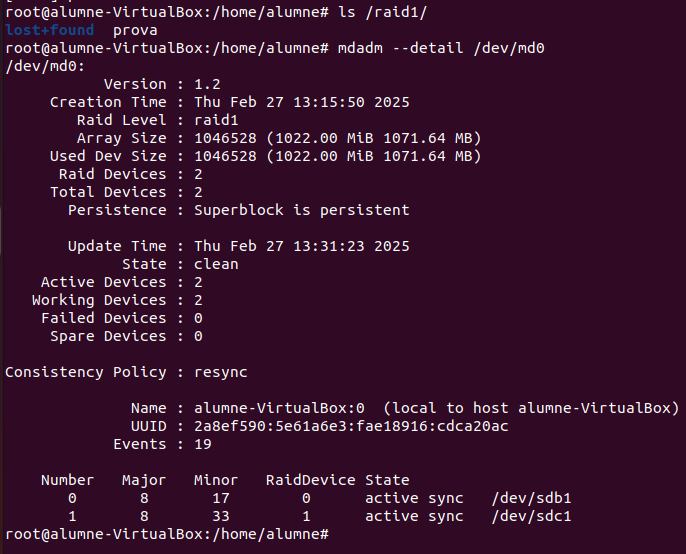 root@alumne-VirtualBox:/home/alumne# ls /raid1/
lost+found  prova
root@alumne-VirtualBox:/home/alumne# mdadm --detail /dev/md0
/dev/md0:
           Version : 1.2
     Creation Time : Thu Feb 27 13:15:50 2025
        Raid Level : raid1
        Array Size : 1046528 (1022.00 MiB 1071.64 MB)
     Used Dev Size : 1046528 (1022.00 MiB 1071.64 MB)
      Raid Devices : 2
     Total Devices : 2
       Persistence : Superblock is persistent

       Update Time : Thu Feb 27 13:31:23 2025
             State : clean
    Active Devices : 2
   Working Devices : 2
    Failed Devices : 0
     Spare Devices : 0

Consistency Policy : resync

              Name : alumne-VirtualBox:0  (local to host alumne-VirtualBox)
              UUID : 2a8ef590:5e61a6e3:fae18916:cdca20ac
            Events : 19

    Number   Major   Minor   RaidDevice State
       0       8       17        0      active sync   /dev/sdb1
       1       8       33        1      active sync   /dev/sdc1
root@alumne-VirtualBox:/home/alumne#